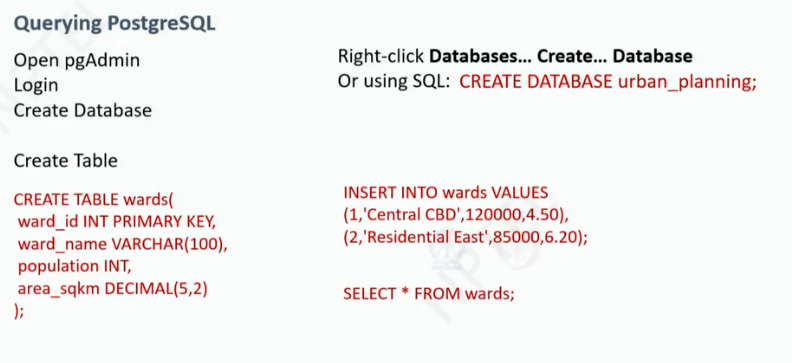 Querying PostgreSQL
Open pgAdmin
Login
Create Database
Right-click Databases... Create... Database
Or using SQL: CREATE DATABASE urban_planning;
Create Table
CREATE TABLE wards(
ward_id INT PRIMARY KEY,
ward_name VARCHAR(100),
population INT,
area_sqkm DECIMAL(5,2)
);
INSERT INTO wards VALUES
(1,'Central CBD',120000,4.50),
(2,'Residential East',85000,6.20);
SELECT * FROM wards;